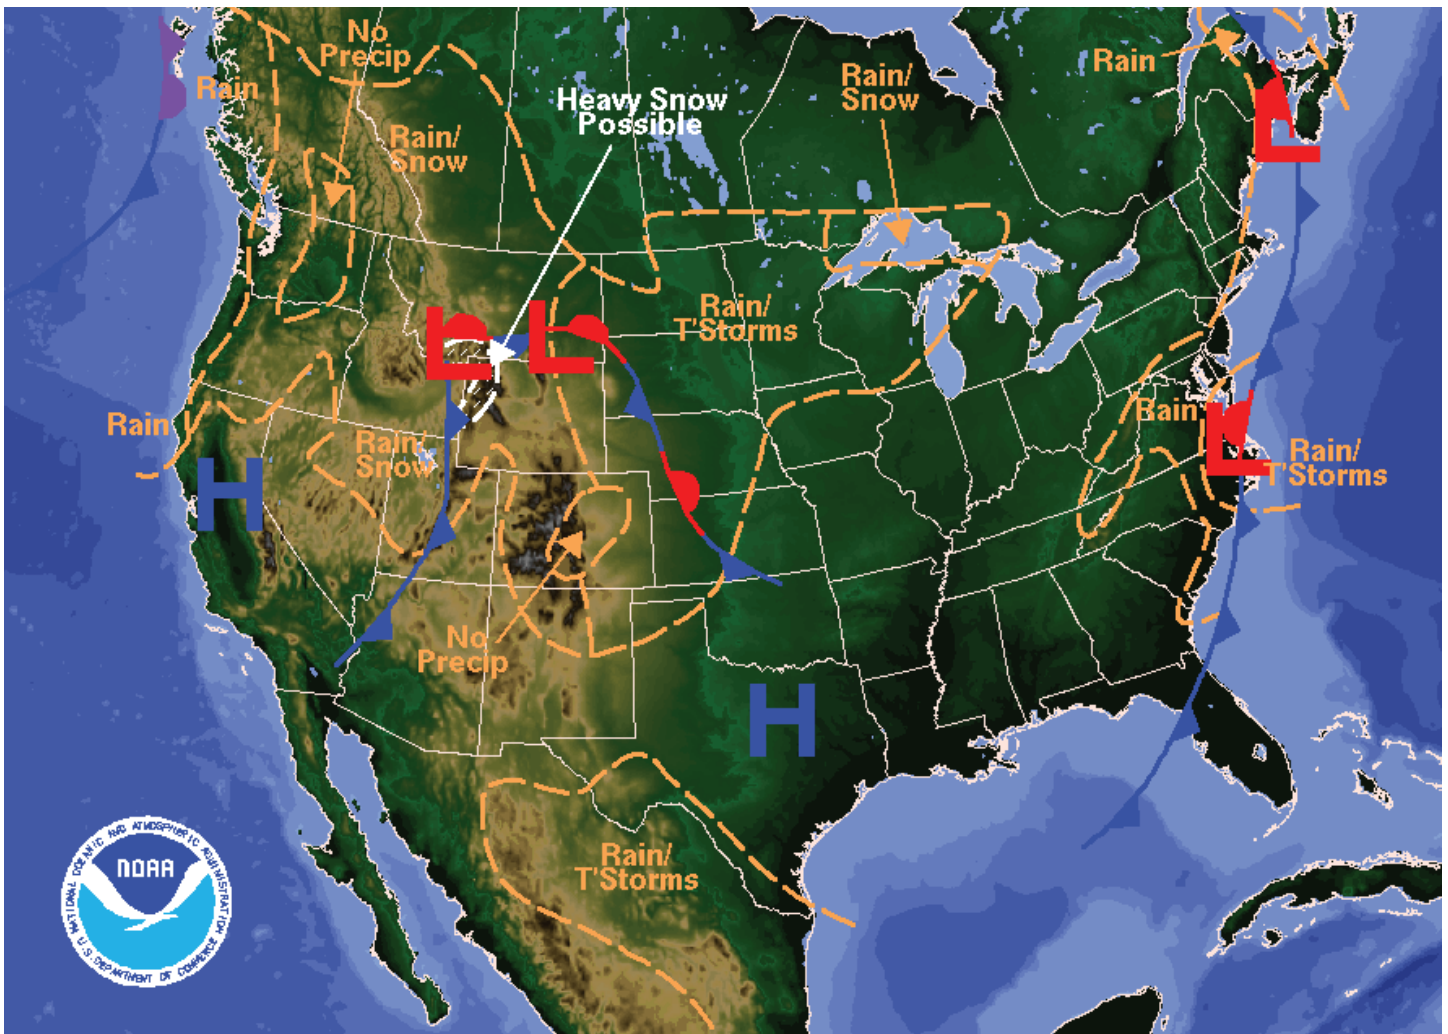 No
Precip
Rain
Heavy Snow
Possible
Rain/
Snow
Rain/
Snow
Rain
Rain/
T'Storms
L
L
L
L
Rain
Rain/
Snow
H
Rain
Rain/
T'Storms
No
Precip
H
Rain/
T'Storms
NATIONAL OCEANIC AND ATMOSPHERIC ADMINISTRATION
NOAA
U.S. DEPARTMENT OF COMMERCE